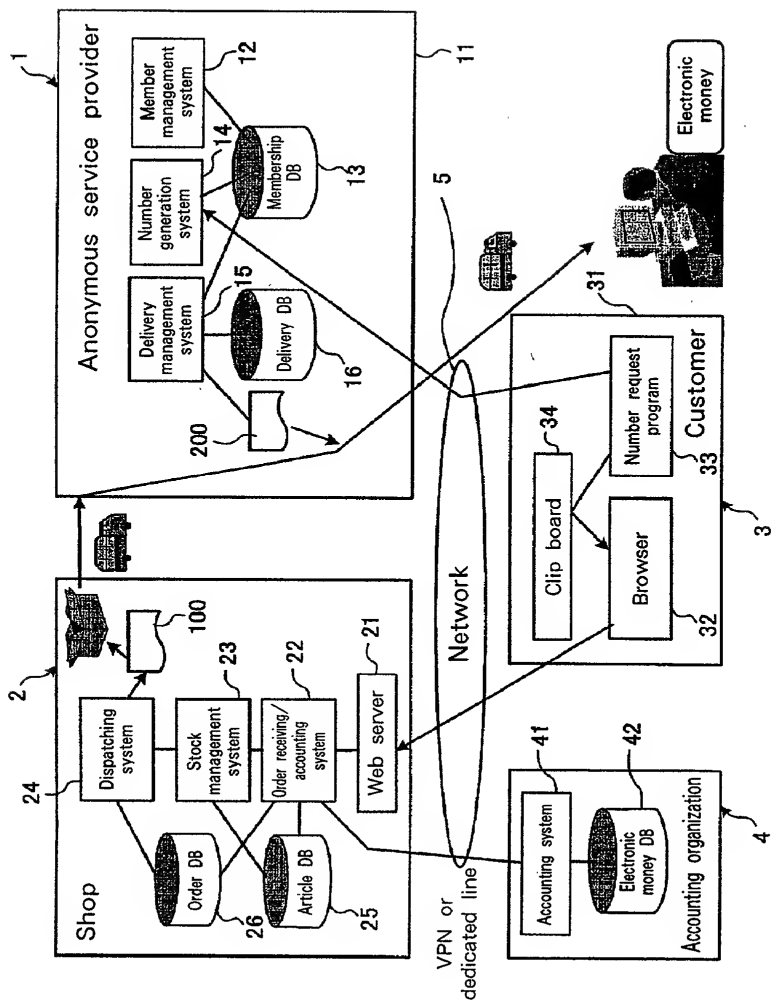 1
Anonymous service provider
Member
management
system
12
Number
generation
system
14
Delivery
management
system
15
Membership
DB
13
Delivery DB
16
200
11
2
Shop
Dispatching
system
24
100
Stock
management
system
23
Order receiving/
accounting
system
22
Web server
21
Order DB
26
Article DB
25
Network
5
VPN or
dedicated line
Electronic
money
31
Customer
Clip board
34
Number request
program
33
Browser
32
3
Accounting system
41
Electronic
money DB
42
Accounting organization
4